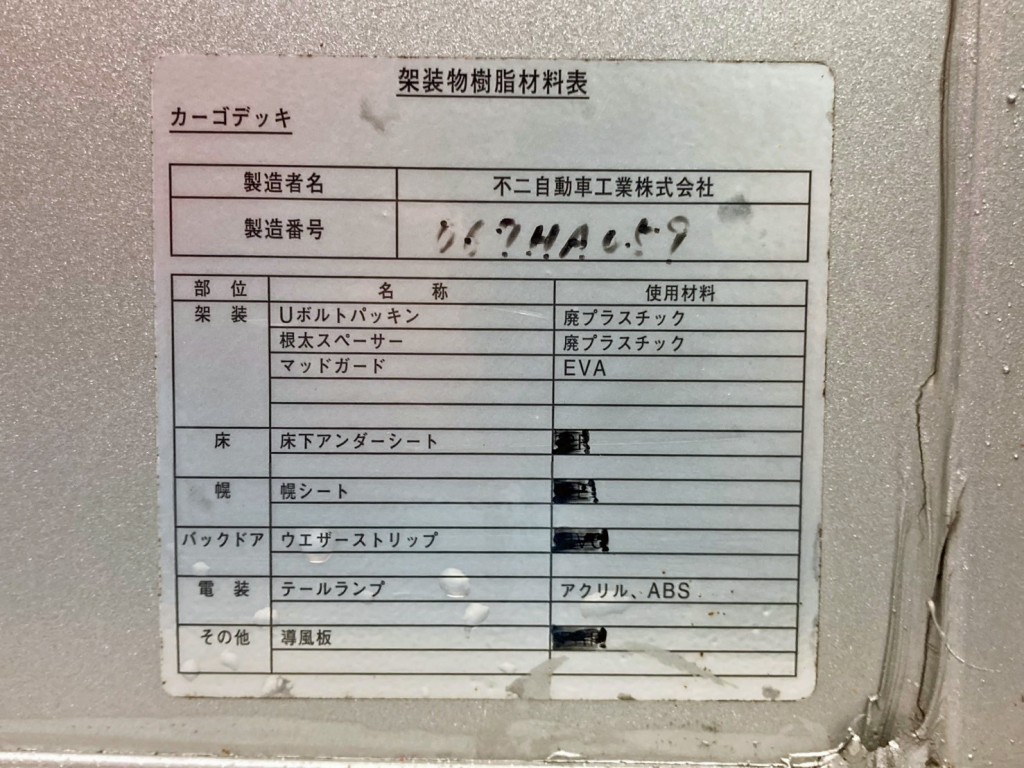 架装物樹脂材料表
カーゴデッキ
製造者名 不二自動車工業株式会社
製造番号
部 位 名 称 使用材料
架 装 Uボルトパッキン 廃プラスチック
根太スペーサー 廃プラスチック
マッドガード EVA
床 床下アンダーシート
幌 幌シート
バックドア ウエザーストリップ
電 装 テールランプ アクリル、ABS
その他 導風板